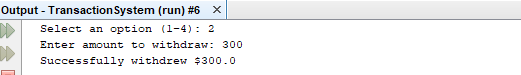 Output - TransactionSystem (run) #6 ×
Select an option (1-4): 2
Enter amount to withdraw: 300
Successfully withdrew $300.0